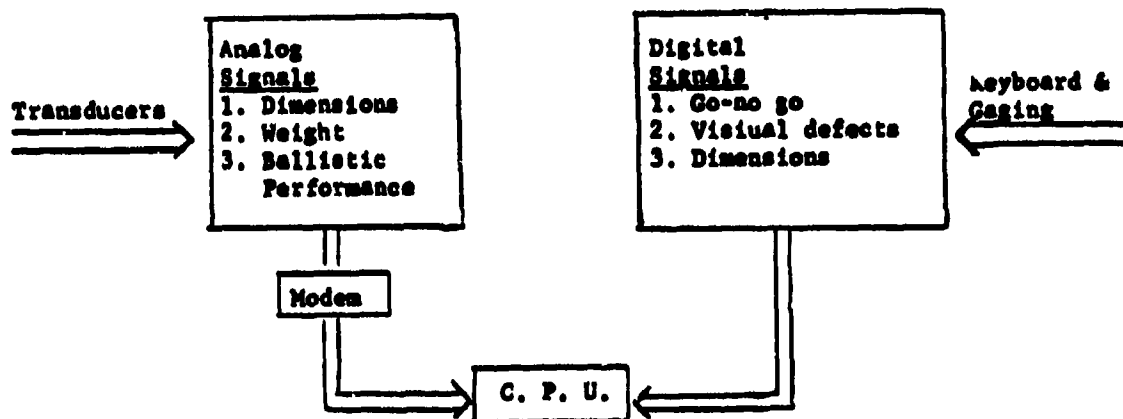 Transducers
Analog
Signals
1. Dimensions
2. Weight
3. Ballistic
Performance
Modem
Digital
Signals
1. Go-no go
2. Visiual defects
3. Dimensions
Keyboard &
Gaging
C. P. U.